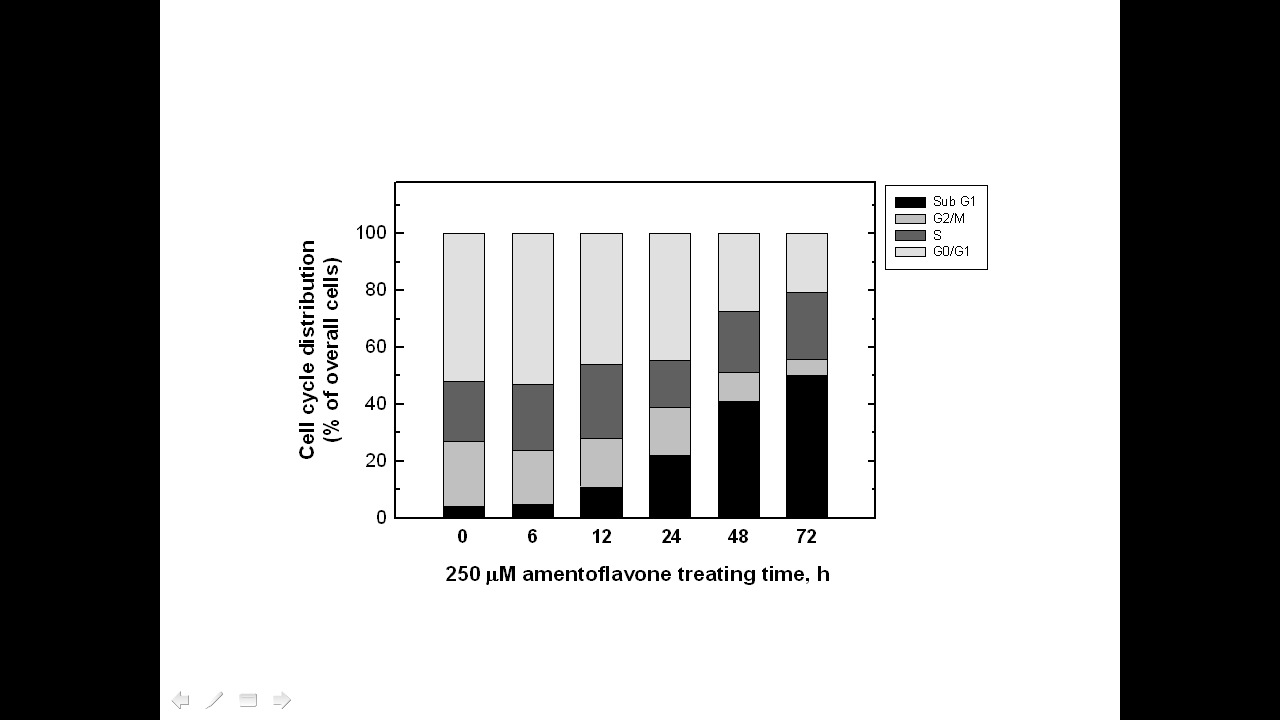 Sub G1
G2/M
S
G0/G1
100
80
60
40
20
0
Cell cycle distribution
(% of overall cells)
0 6 12 24 48 72
250 μM amentoflavone treating time, h